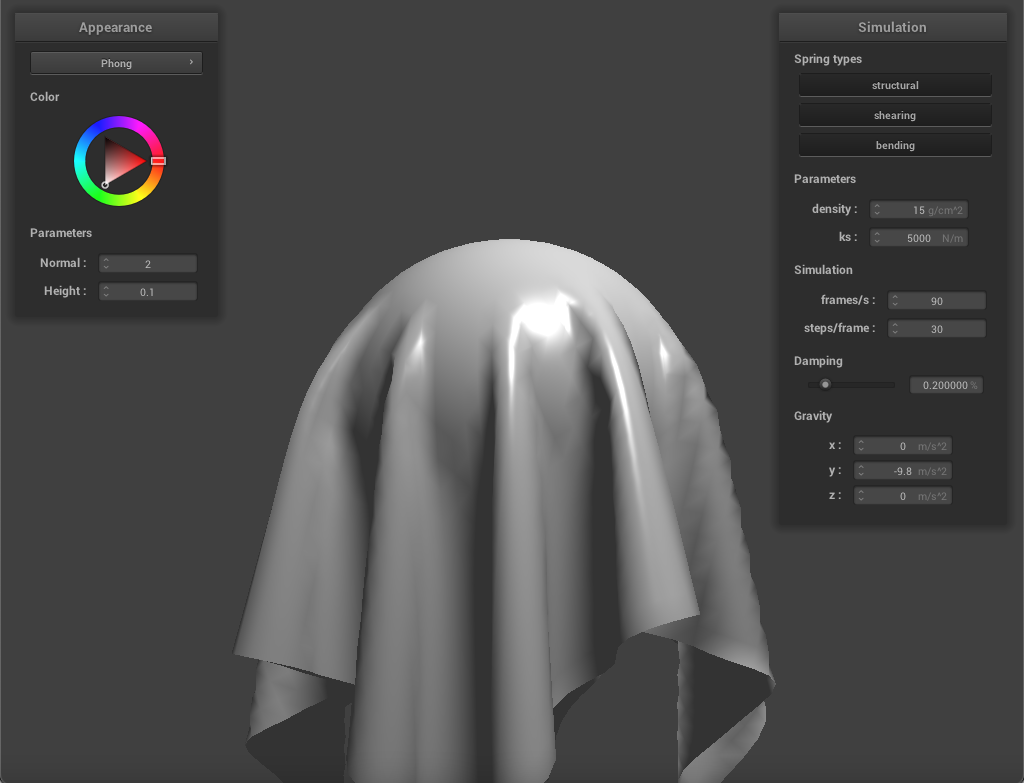 Appearance
Phong
Color
Parameters
Normal : 2
Height : 0.1
Simulation
Spring types
structural
shearing
bending
Parameters
density : 15 g/cm^2
ks : 5000 N/m
Simulation
frames/s : 90
steps/frame : 30
Damping
0.200000 %
Gravity
x : 0 m/s^2
y : -9.8 m/s^2
z : 0 m/s^2